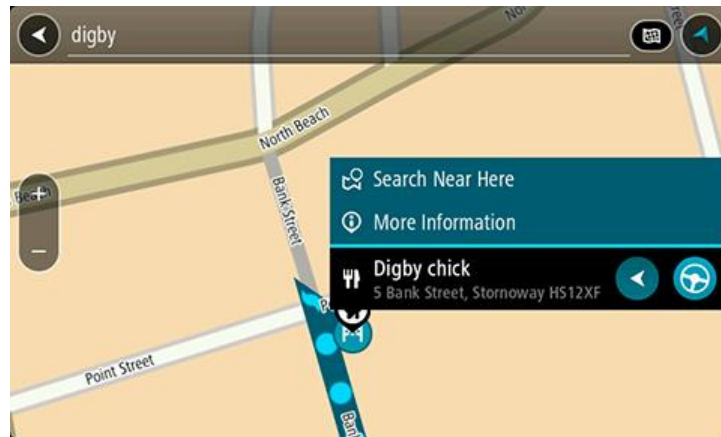 digby
North Beach
Bank Street
Search Near Here
More Information
Digby chick
5 Bank Street, Stornoway HS12XF
Point Street